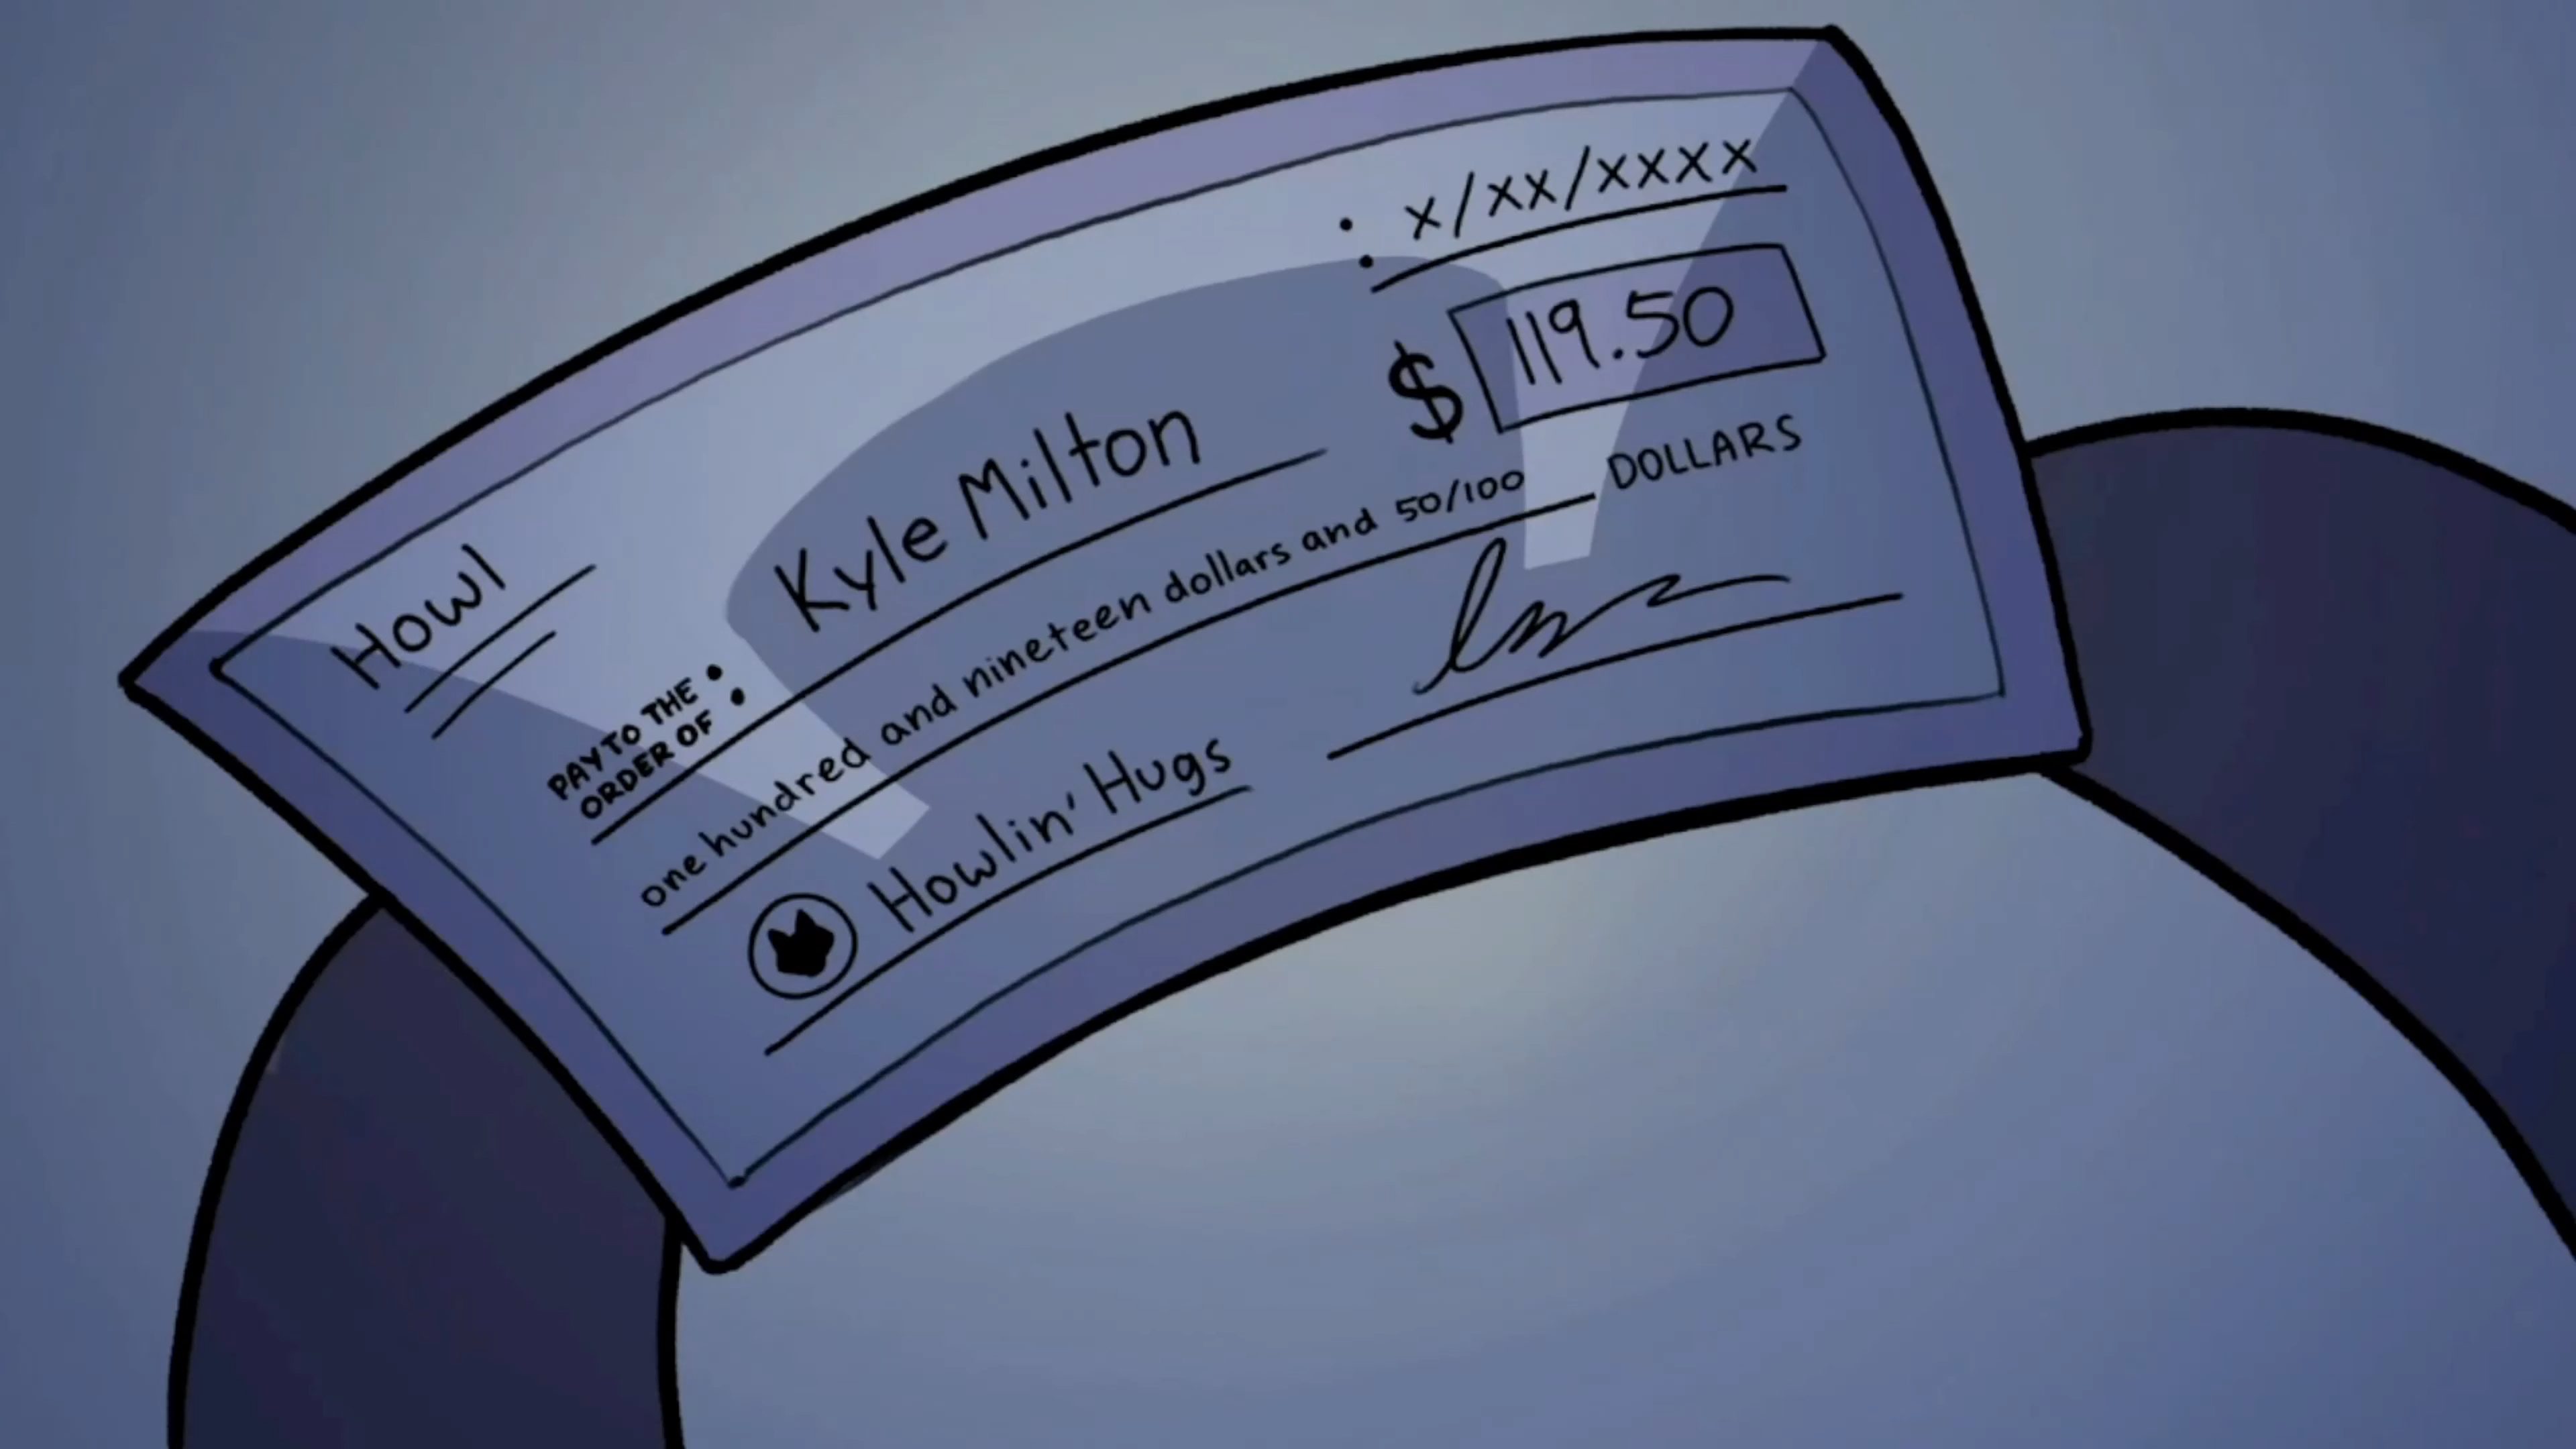 Howl
: x/xx/xxxx
$ 119.50
PAY TO THE
ORDER OF :
Kyle Milton
one hundred and nineteen dollars and 50/100 DOLLARS
Howlin' Hugs